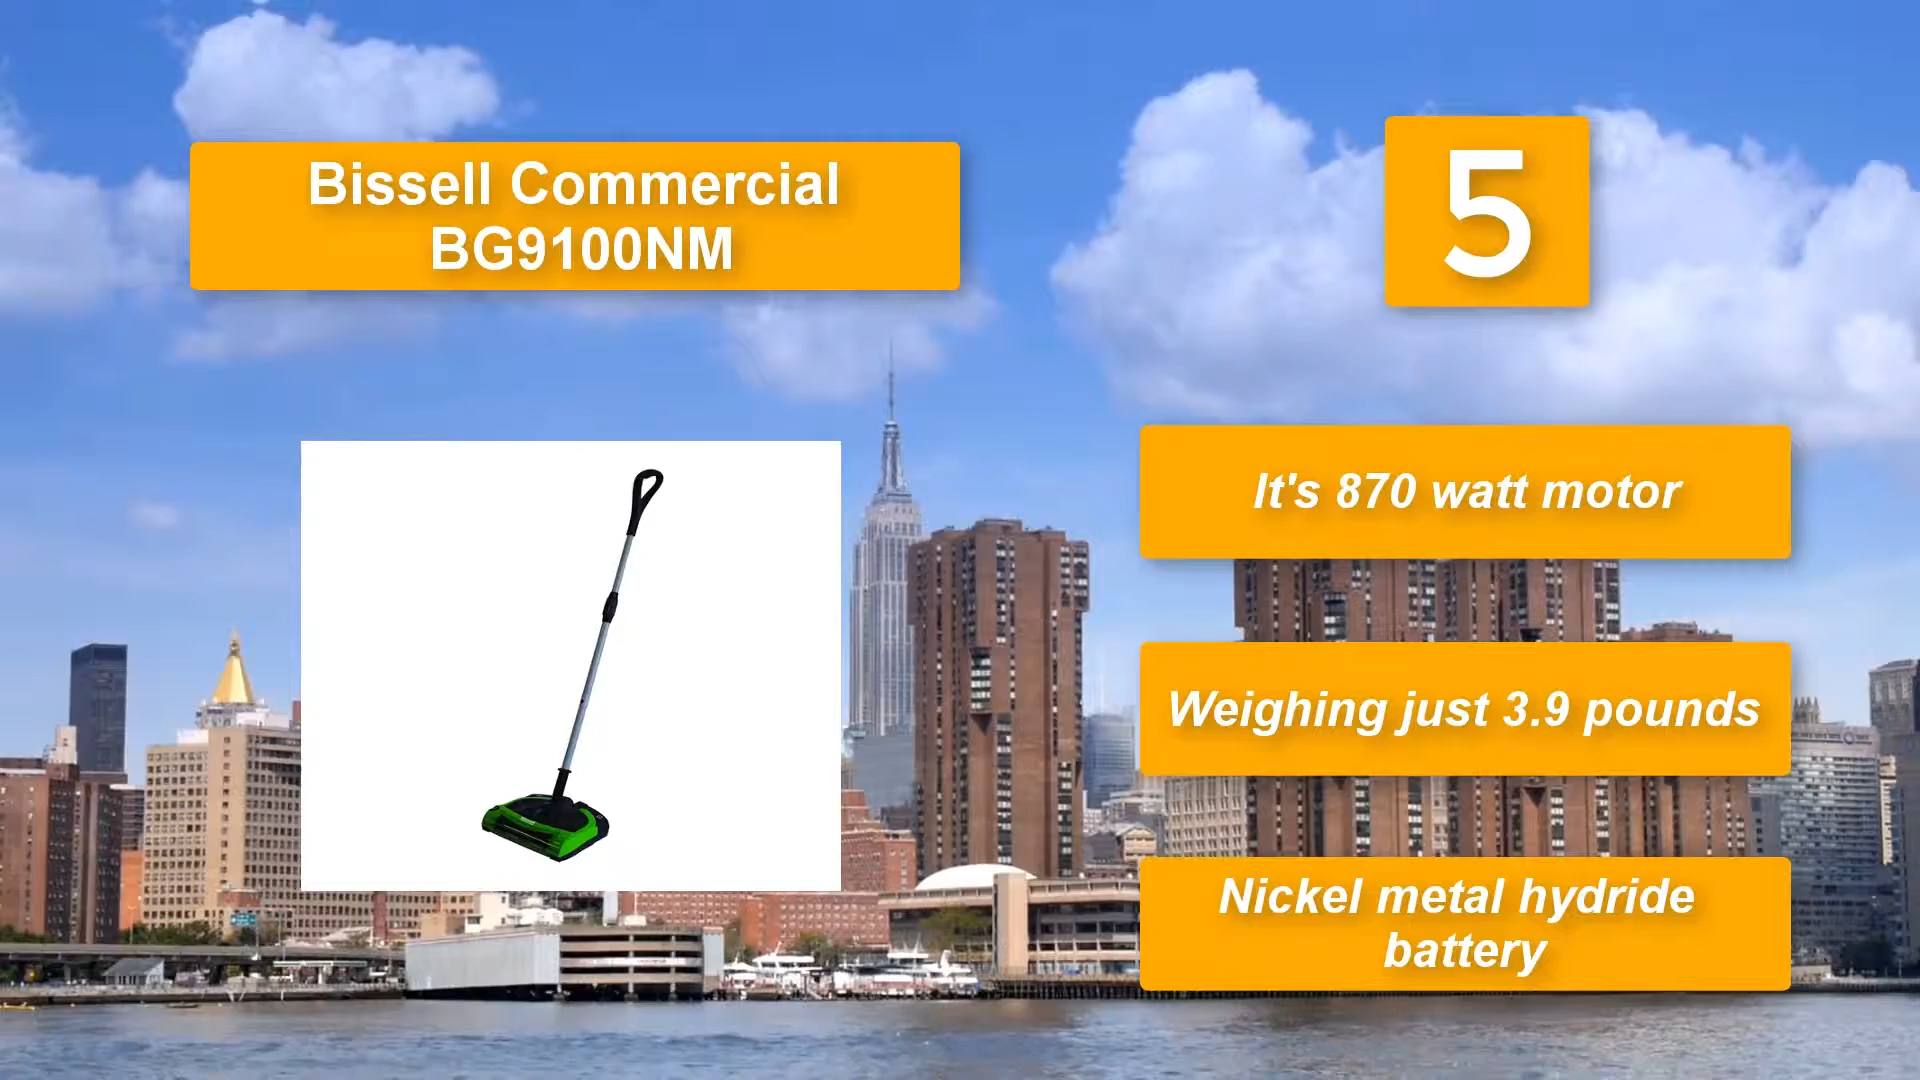 Bissell Commercial
BG9100NM
5
It's 870 watt motor
Weighing just 3.9 pounds
Nickel metal hydride
battery